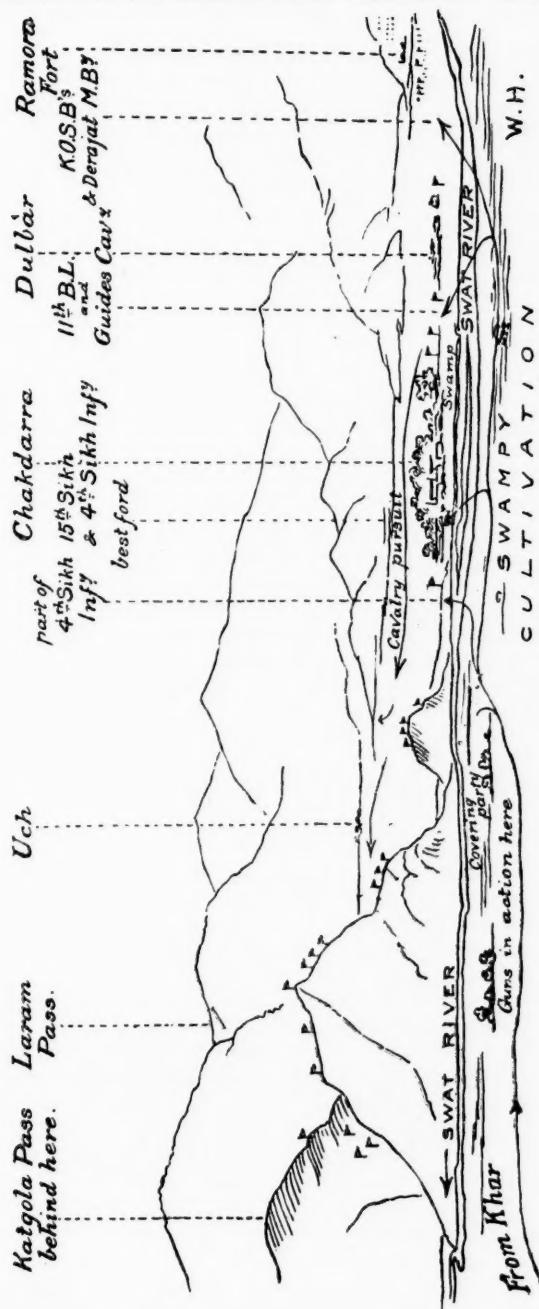 Katgola Pass
behind here.
Laram
Pass.
Uch
part of
4th Sikh
Infy
15th Sikh
& 4th Sikh Infy
best ford
Chakdarra
11th B.L.
and
Guides Cavy
Dulbar
K.O.S.B's
& Derajat M.By
Ramora
Fort
Cavalry pursuit
Swamp
SWAT RIVER
SWAT RIVER
Covering
party
Guns in action here
From Khar
SWAMPY
CULTIVATION
W.H.